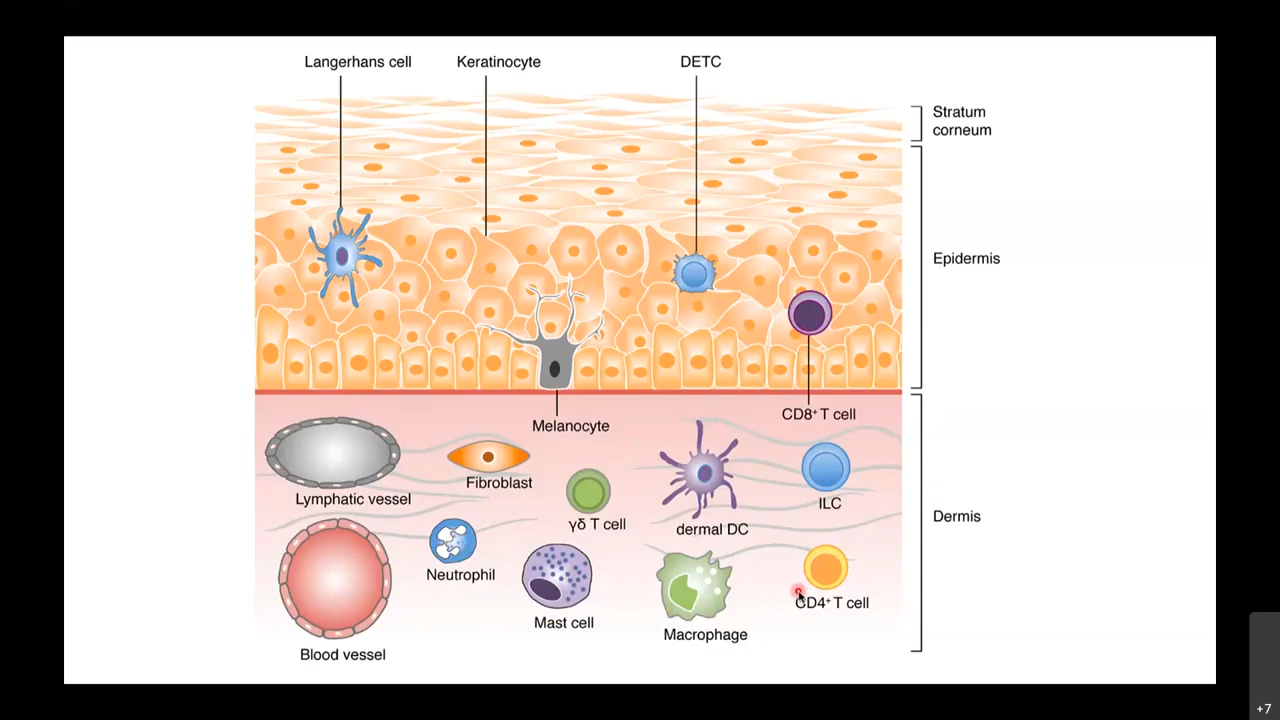 Langerhans cell
Keratinocyte
DETC
Stratum
corneum
Epidermis
CD8⁺ T cell
Melanocyte
Fibroblast
Lymphatic vessel
γδ T cell
dermal DC
ILC
Dermis
Neutrophil
CD4⁺ T cell
Mast cell
Macrophage
Blood vessel
+7